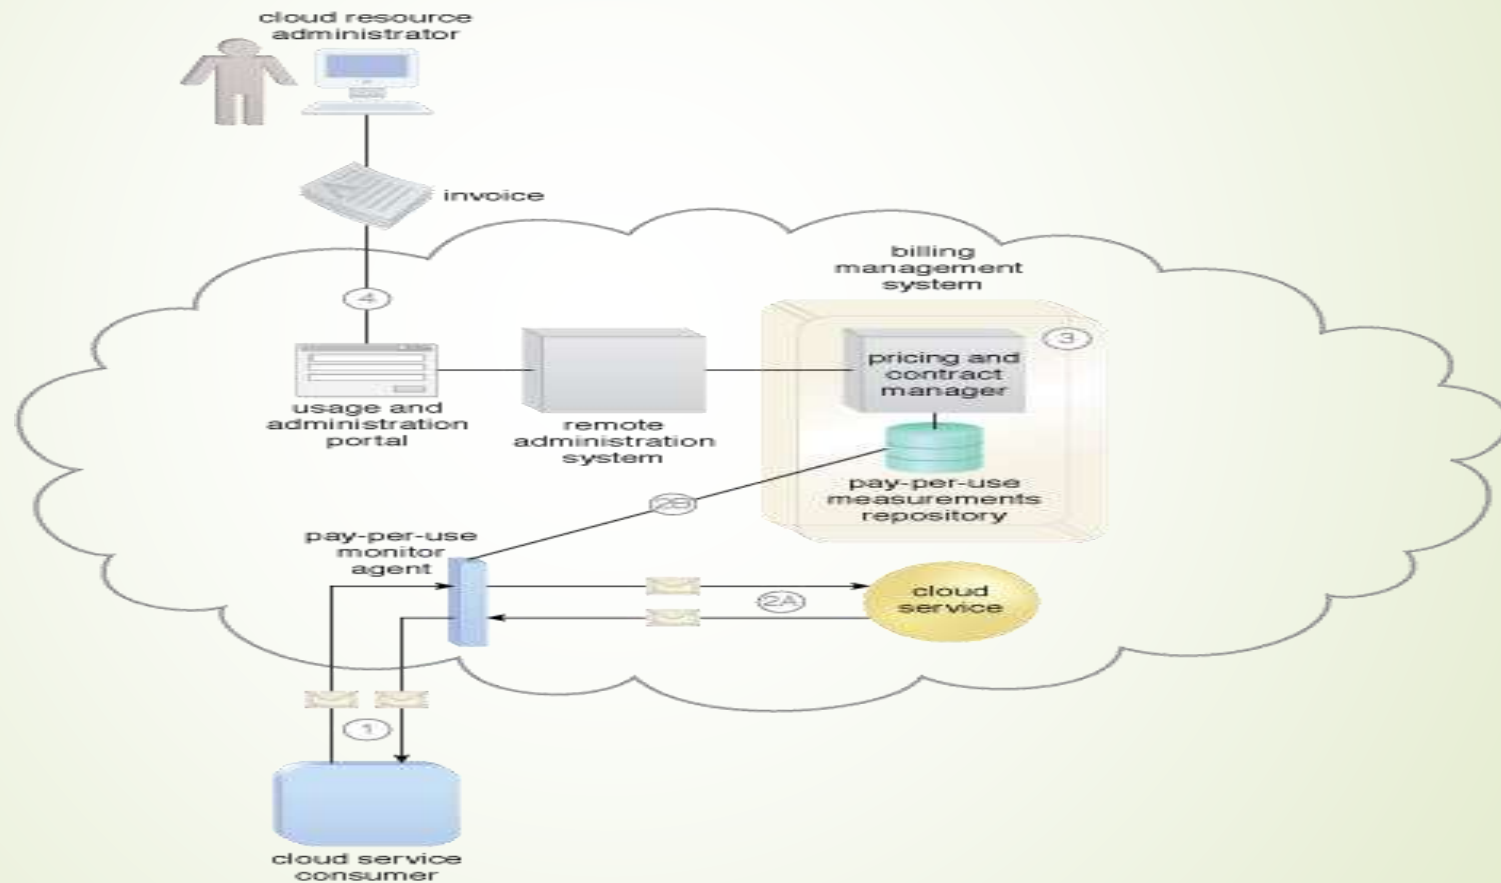 cloud resource
administrator
invoice
4
billing
management
system
3
pricing and
contract
manager
usage and
administration
portal
remote
administration
system
pay-per-use
measurements
repository
2B
pay-per-use
monitor
agent
2A
cloud
service
1
cloud service
consumer